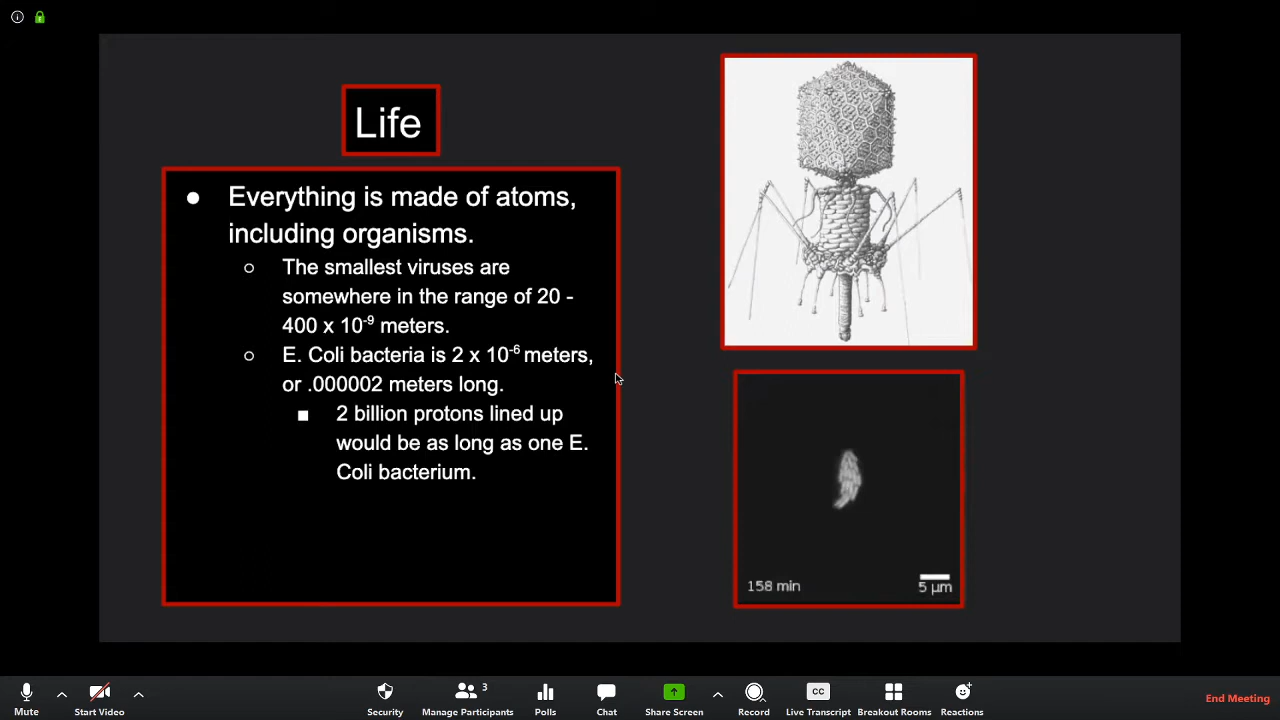 Life
● Everything is made of atoms,
including organisms.
○ The smallest viruses are
somewhere in the range of 20 -
400 x 10⁻⁹ meters.
○ E. Coli bacteria is 2 x 10⁻⁶ meters,
or .000002 meters long.
■ 2 billion protons lined up
would be as long as one E.
Coli bacterium.
158 min
5 μm
Mute
Start Video
Security
Manage Participants
3
Polls
Chat
Share Screen
Record
CC
Live Transcript
Breakout Rooms
Reactions
End Meeting